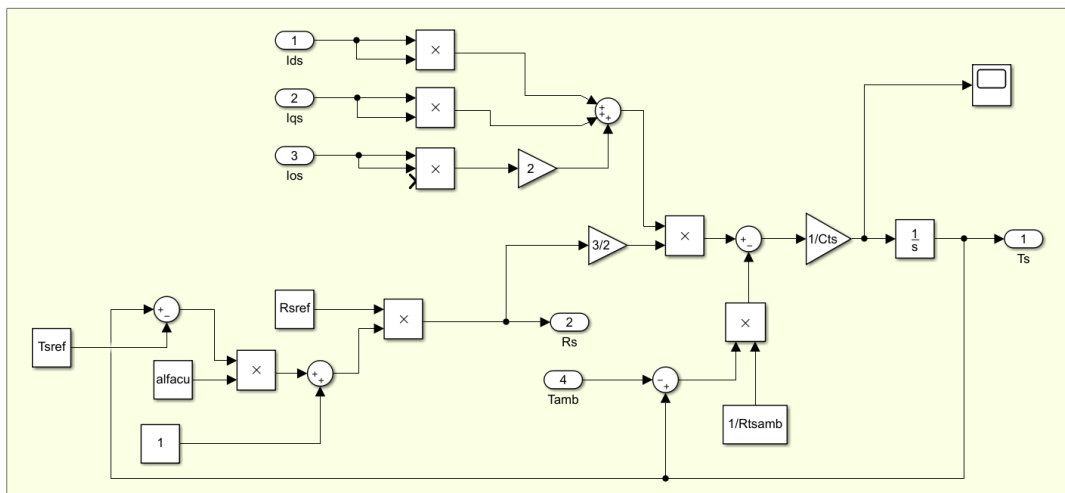 1
Ids
×
2
Iqs
×
3
Ios
×
2
+
+
+
3/2
×
+
−
1/Cts
1
s
1
Ts
Tsref
+
−
alfacu
×
1
+
+
Rsref
×
2
Rs
4
Tamb
−
+
×
1/Rtsamb